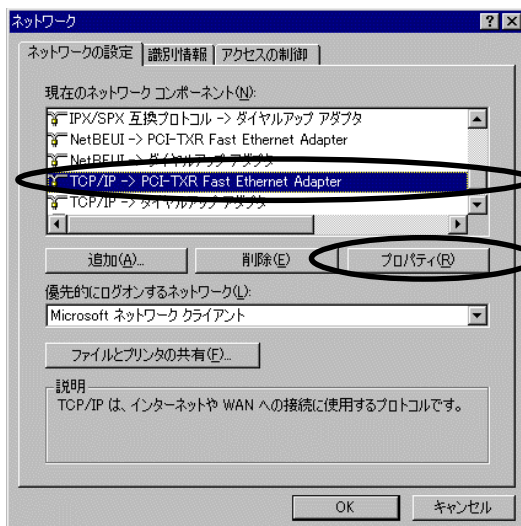 ネットワーク
ネットワークの設定 識別情報 アクセスの制御
現在のネットワーク コンポーネント(N):
IPX/SPX 互換プロトコル -> ダイヤルアップ アダプタ
NetBEUI -> PCI-TXR Fast Ethernet Adapter
NetBEUI -> ダイヤルアップ アダプタ
TCP/IP -> PCI-TXR Fast Ethernet Adapter
TCP/IP -> ダイヤルアップ アダプタ
追加(A)... 削除(E) プロパティ(R)
優先的にログオンするネットワーク(L):
Microsoft ネットワーク クライアント
ファイルとプリンタの共有(F)...
説明
TCP/IP は、インターネットや WAN への接続に使用するプロトコルです。
OK キャンセル